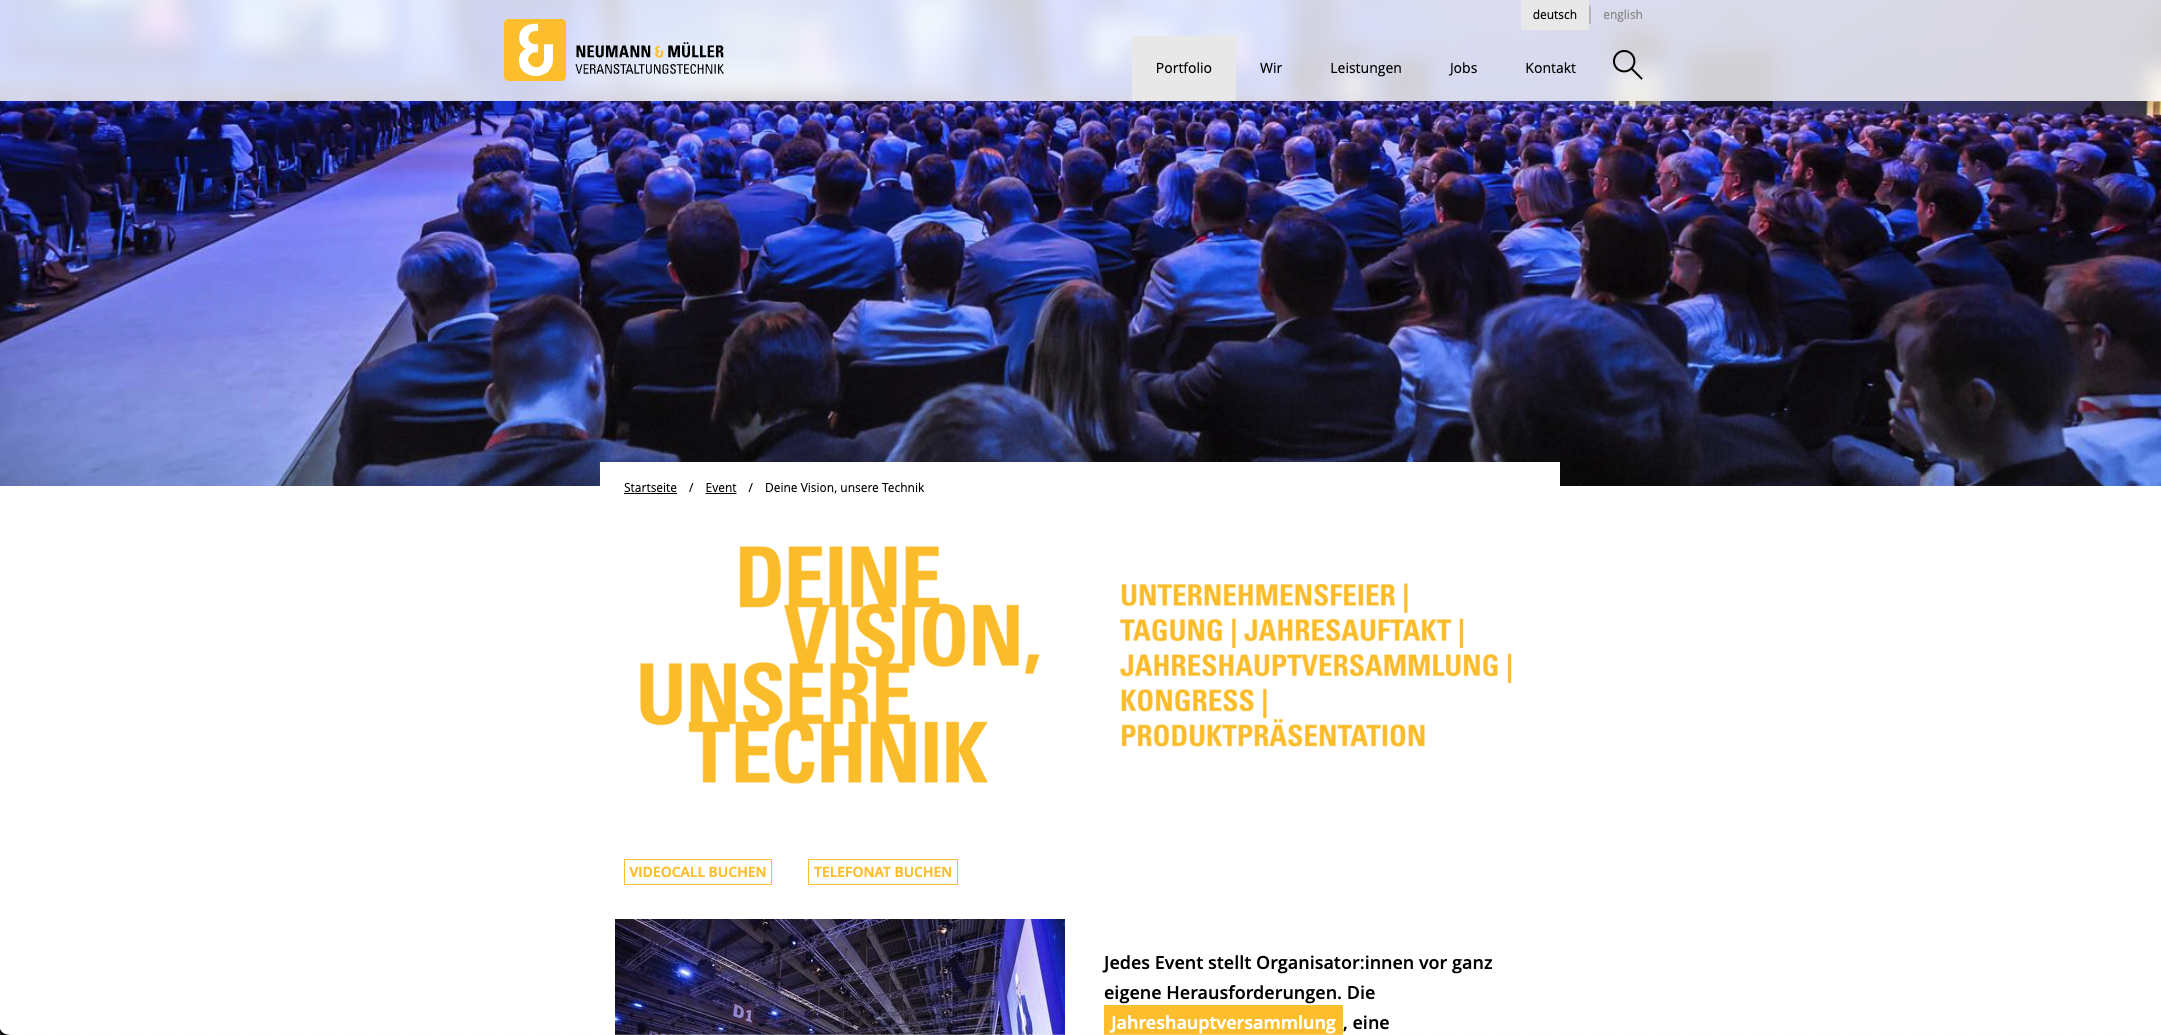 deutsch
english
&
NEUMANN & MÜLLER
VERANSTALTUNGSTECHNIK
Portfolio
Wir
Leistungen
Jobs
Kontakt
Startseite / Event / Deine Vision, unsere Technik
DEINE
VISION,
UNSERE
TECHNIK
UNTERNEHMENSFEIER |
TAGUNG | JAHRESAUFTAKT |
JAHRESHAUPTVERSAMMLUNG |
KONGRESS |
PRODUKTPRÄSENTATION
VIDEOCALL BUCHEN
TELEFONAT BUCHEN
D1
Jedes Event stellt Organisator:innen vor ganz
eigene Herausforderungen. Die
Jahreshauptversammlung, eine